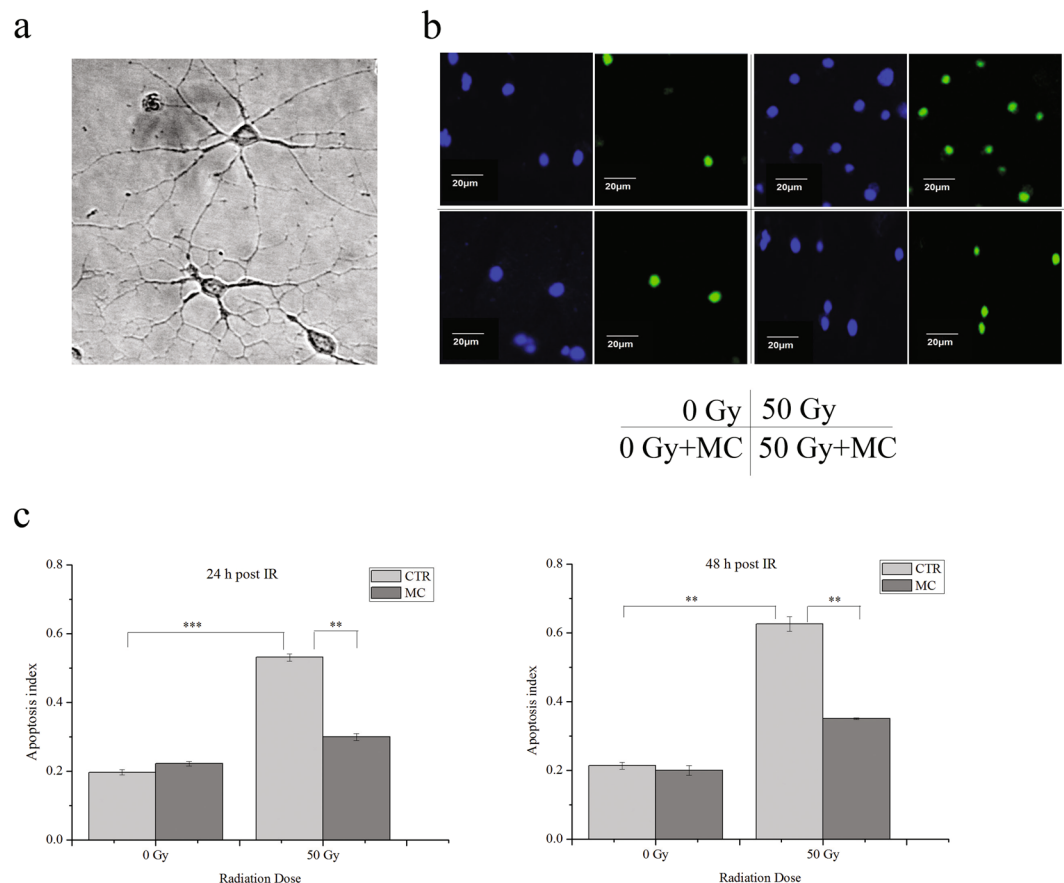 a
b
20µm
20µm
20µm
20µm
20µm
20µm
20µm
20µm
0 Gy 50 Gy
0 Gy+MC 50 Gy+MC
c
24 h post IR
CTR
MC
***
**
0.8
0.6
0.4
0.2
0.0
Apoptosis index
0 Gy
50 Gy
Radiation Dose
48 h post IR
CTR
MC
**
**
0.8
0.6
0.4
0.2
0.0
Apoptosis index
0 Gy
50 Gy
Radiation Dose